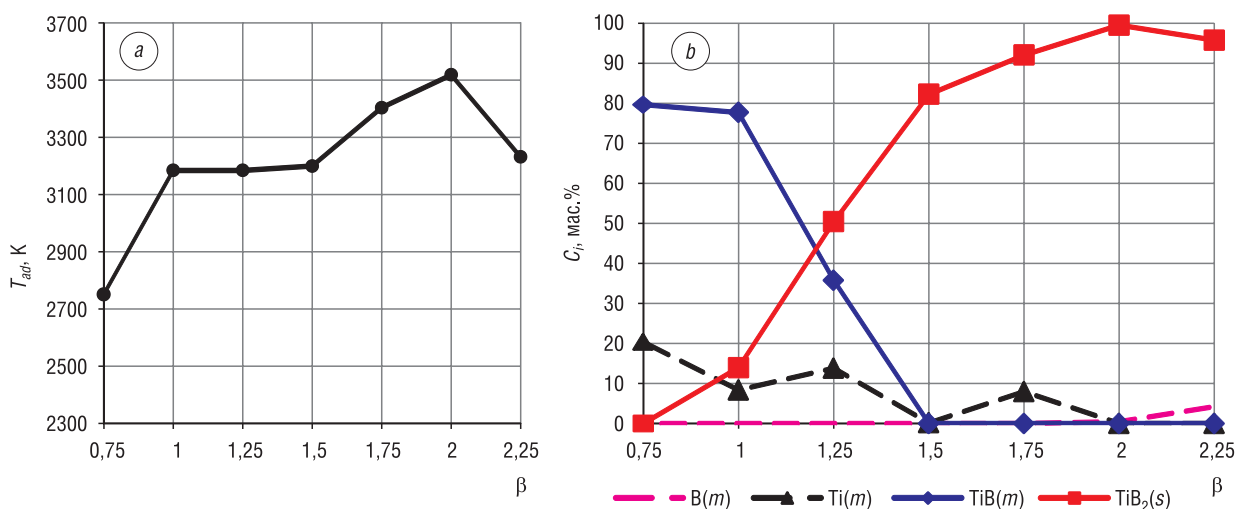 a
T_ad, K
3700
3500
3300
3100
2900
2700
2500
2300
0,75 1 1,25 1,5 1,75 2 2,25
β
b
C_i, мас.%
100
90
80
70
60
50
40
30
20
10
0
0,75 1 1,25 1,5 1,75 2 2,25
β
B(m) Ti(m) TiB(m) TiB₂(s)